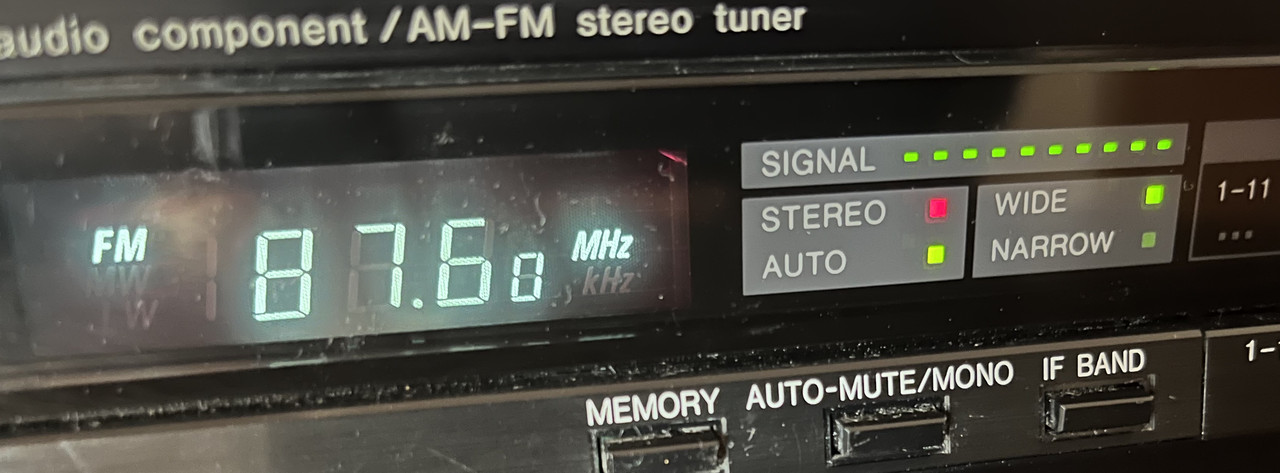 audio component / AM-FM stereo tuner
SIGNAL
FM 87.60 MHz
MW kHz
LW
STEREO
AUTO
WIDE
NARROW
1-11
MEMORY AUTO-MUTE/MONO IF BAND